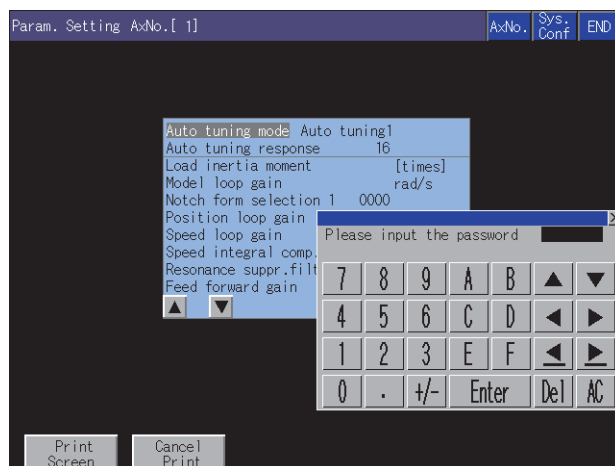 Param. Setting AxNo.[ 1]
AxNo.
Sys. Conf
END
Auto tuning mode Auto tuning1
Auto tuning response 16
Load inertia moment [times]
Model loop gain rad/s
Notch form selection 1 0000
Position loop gain
Speed loop gain
Speed integral comp.
Resonance suppr.filt
Feed forward gain
▲ ▼
×
Please input the password
7 8 9 A B ▲ ▼
4 5 6 C D ◀ ▶
1 2 3 E F ◀ ▶
0 . +/- Enter Del AC
Print Screen
Cancel Print